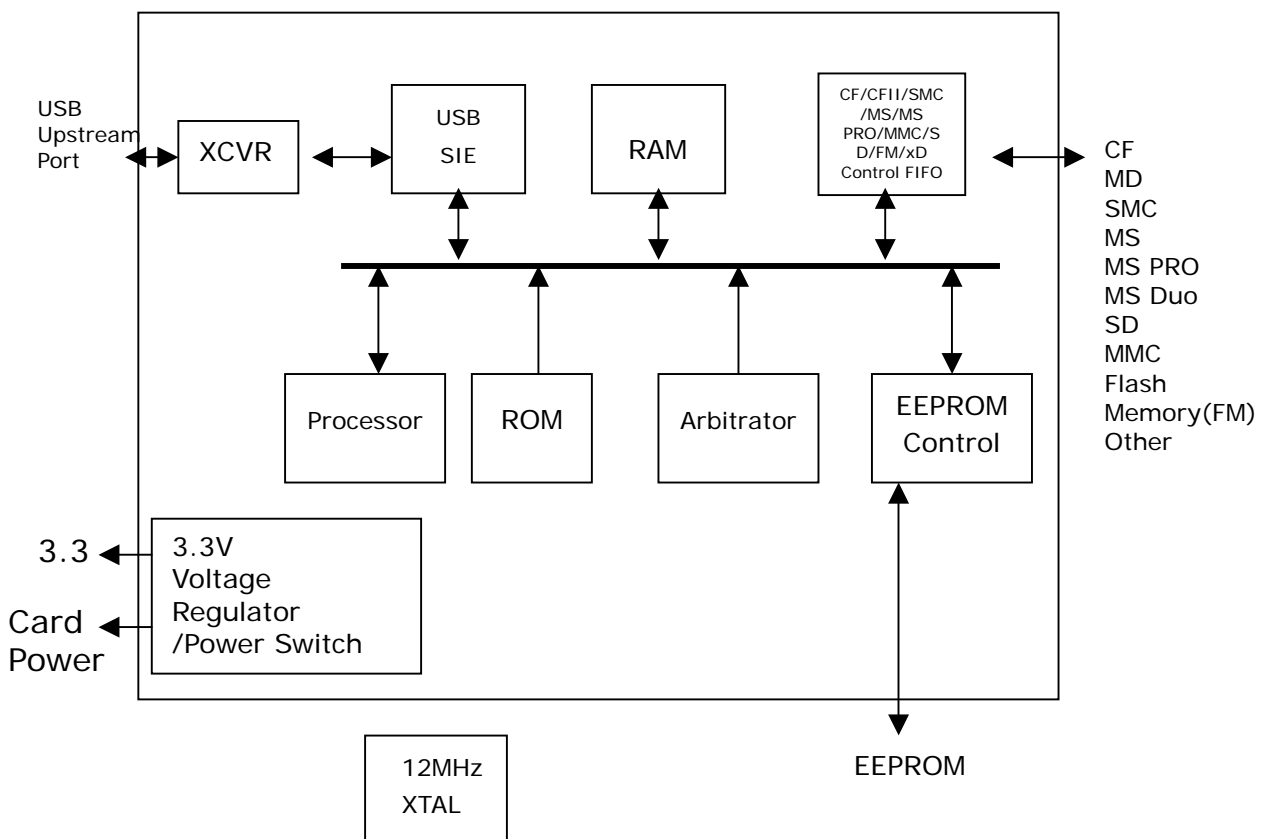 USB
Upstream
Port
XCVR
USB
SIE
RAM
CF/CFII/SMC
/MS/MS
PRO/MMC/S
D/FM/xD
Control FIFO
CF
MD
SMC
MS
MS PRO
MS Duo
SD
MMC
Flash
Memory(FM)
Other
Processor
ROM
Arbitrator
EEPROM
Control
3.3
Card
Power
3.3V
Voltage
Regulator
/Power Switch
12MHz
XTAL
EEPROM